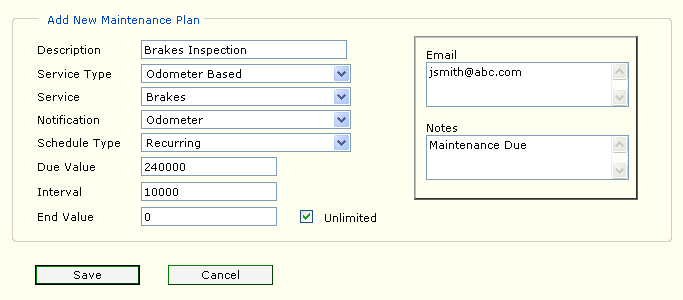 Add New Maintenance Plan
Description Brakes Inspection
Service Type Odometer Based
Service Brakes
Notification Odometer
Schedule Type Recurring
Due Value 240000
Interval 10000
End Value 0 Unlimited
Email
jsmith@abc.com
Notes
Maintenance Due
Save Cancel